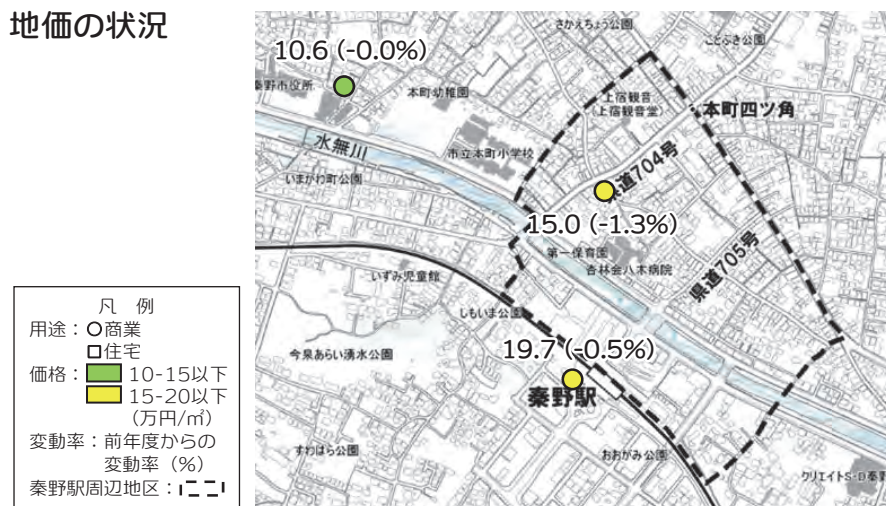 地価の状況
10.6 (-0.0%)
さかえちょう公園
ことぶき公園
秦野市役所
本町幼稚園
上宿観音
(上宿観音堂)
本町四ツ角
水無川
市立本町小学校
県道704号
いまがわ町公園
15.0 (-1.3%)
第一保育園
杏林会八木病院
県道705号
いずみ児童館
しもいま公園
今泉あらい湧水公園
19.7 (-0.5%)
秦野駅
すわはら公園
おおがみ公園
クリエイトS・D秦野
凡 例
用途：○商業
□住宅
価格： 10-15以下
15-20以下
(万円/㎡)
変動率：前年度からの
変動率（%）
秦野駅周辺地区：